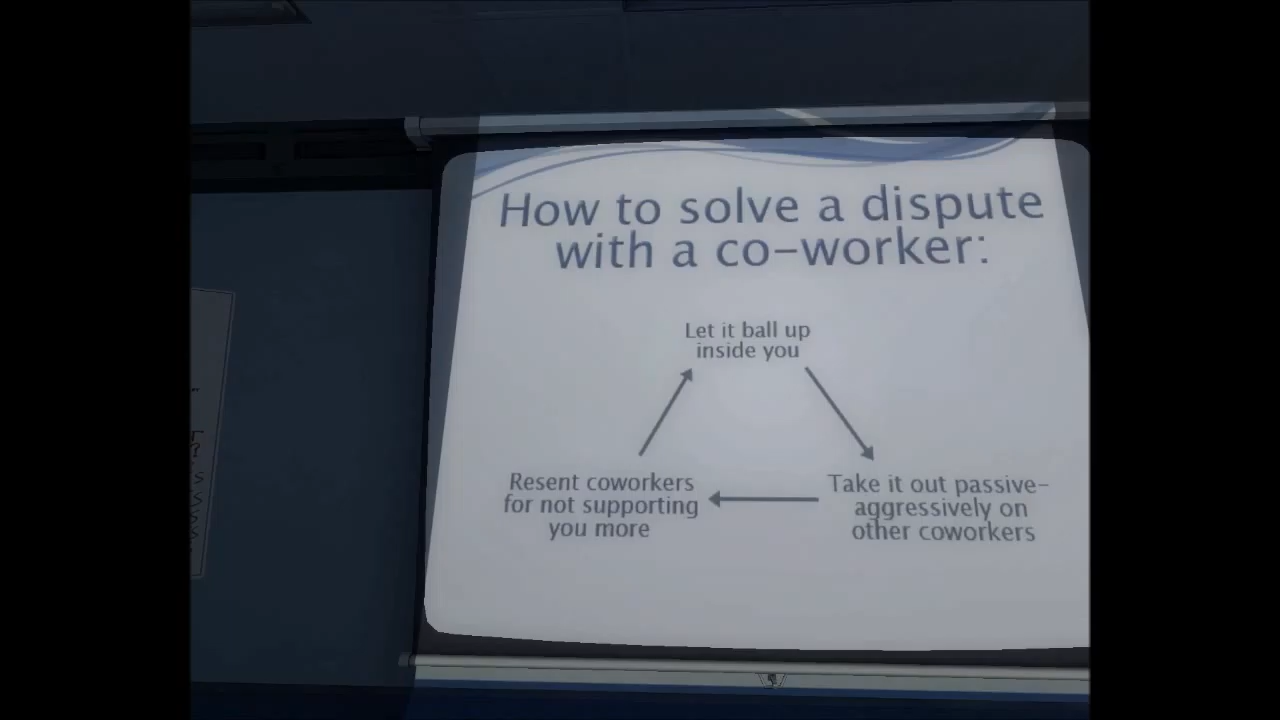 How to solve a dispute
with a co-worker:
Let it ball up
inside you
Take it out passive-
aggressively on
other coworkers
Resent coworkers
for not supporting
you more